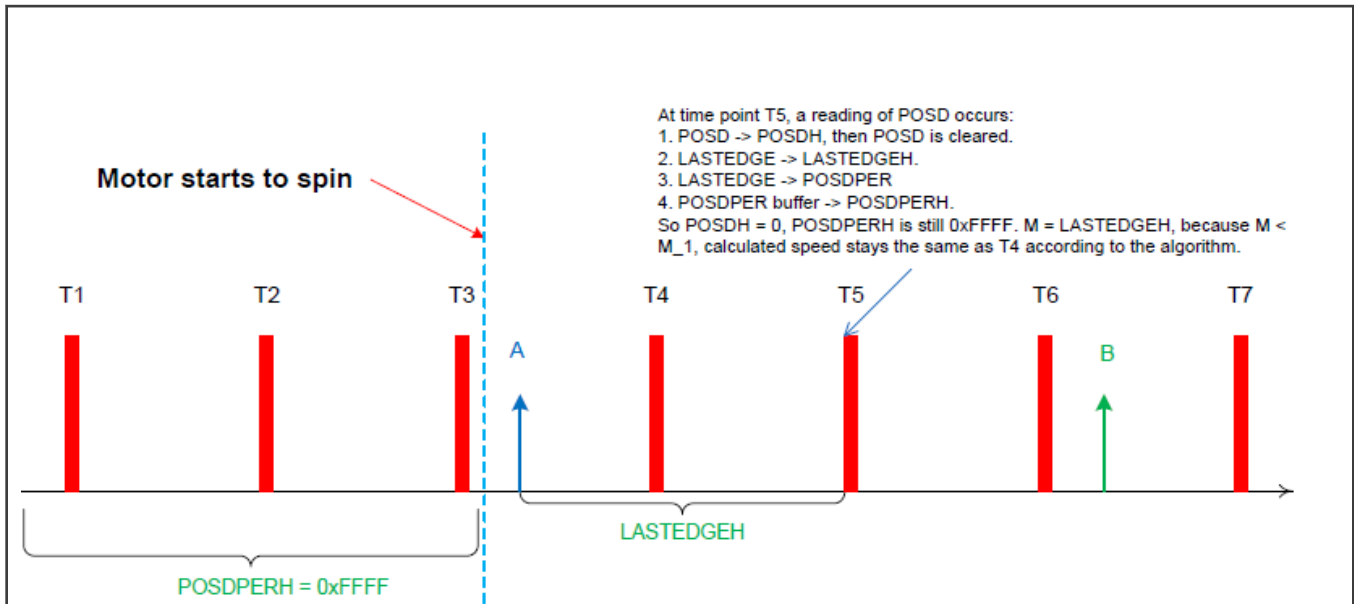 At time point T5, a reading of POSD occurs:
1. POSD -> POSDH, then POSD is cleared.
2. LASTEDGE -> LASTEDGEH.
3. LASTEDGE -> POSDPER
4. POSDPER buffer -> POSDPERH.
So POSDH = 0, POSDPERH is still 0xFFFF. M = LASTEDGEH, because M <
M_1, calculated speed stays the same as T4 according to the algorithm.
Motor starts to spin
T1 T2 T3 T4 T5 T6 T7
A B
LASTEDGEH
POSDPERH = 0xFFFF